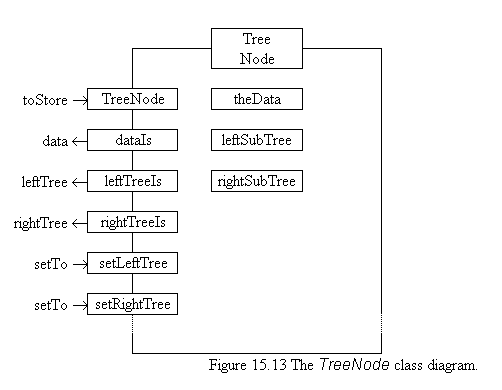 Tree
Node
toStore TreeNode theData
data dataIs leftSubTree
leftTree leftTreeIs rightSubTree
rightTree rightTreeIs
setTo setLeftTree
setTo setRightTree
Figure 15.13 The TreeNode class diagram.